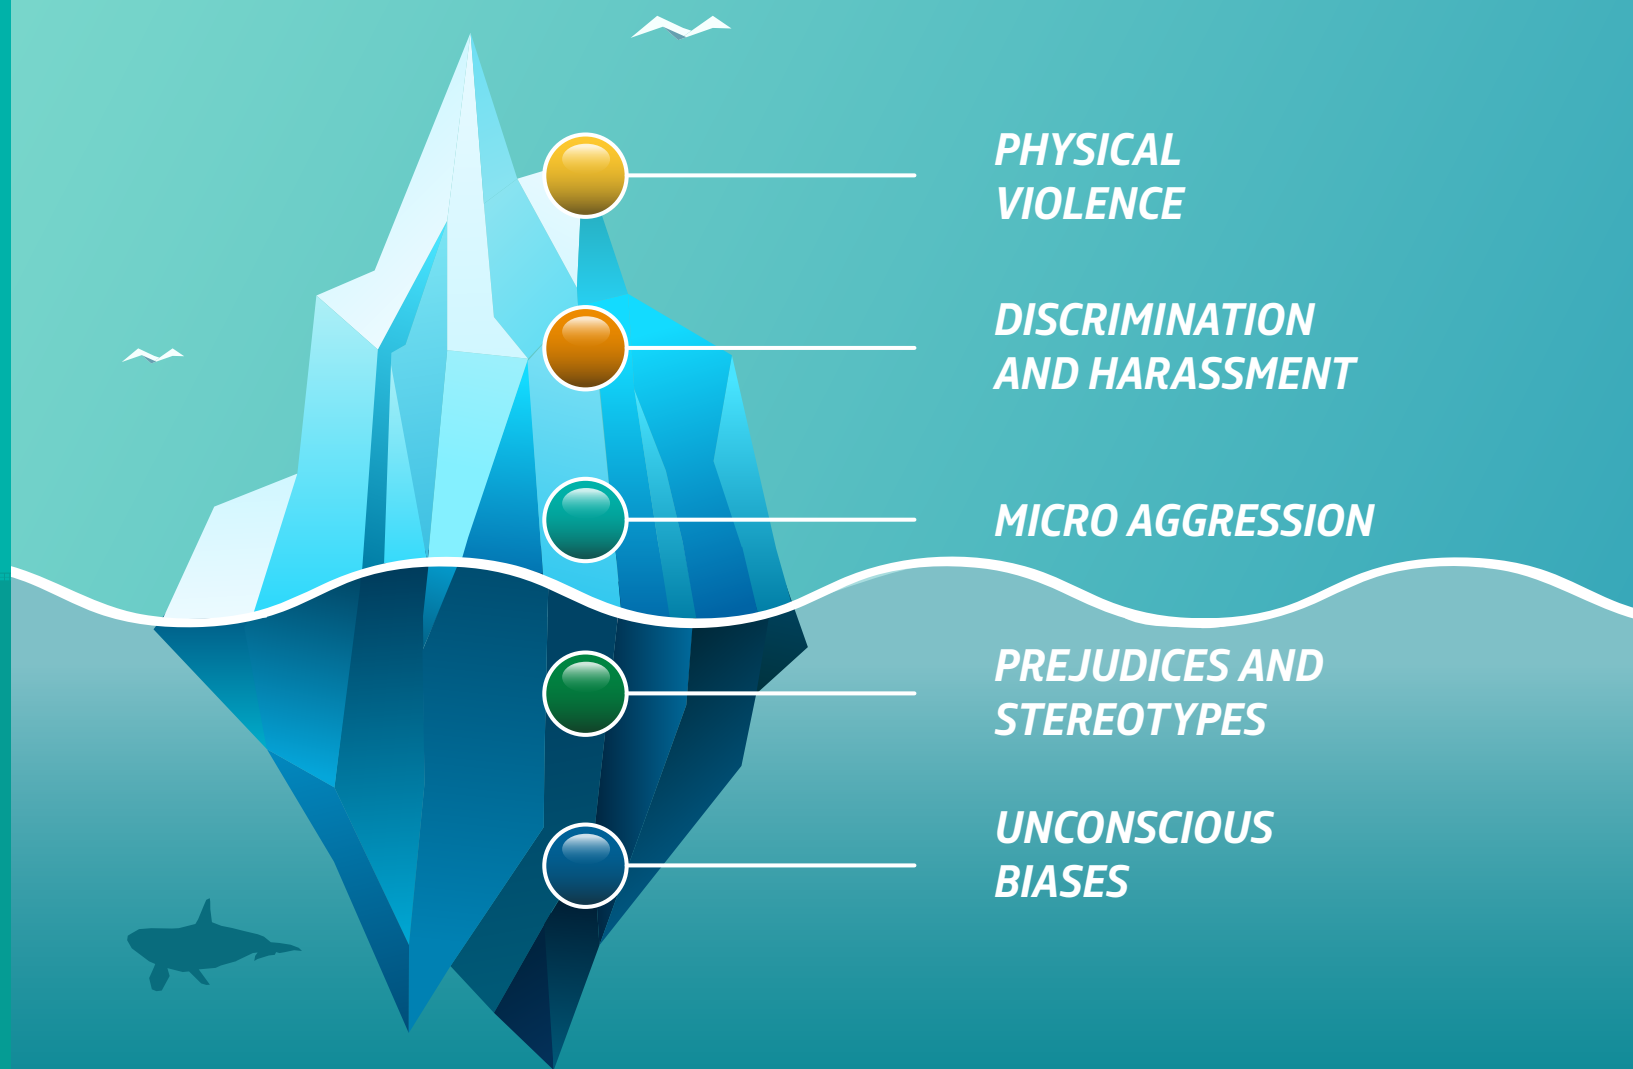 PHYSICAL
VIOLENCE
DISCRIMINATION
AND HARASSMENT
MICRO AGGRESSION
PREJUDICES AND
STEREOTYPES
UNCONSCIOUS
BIASES